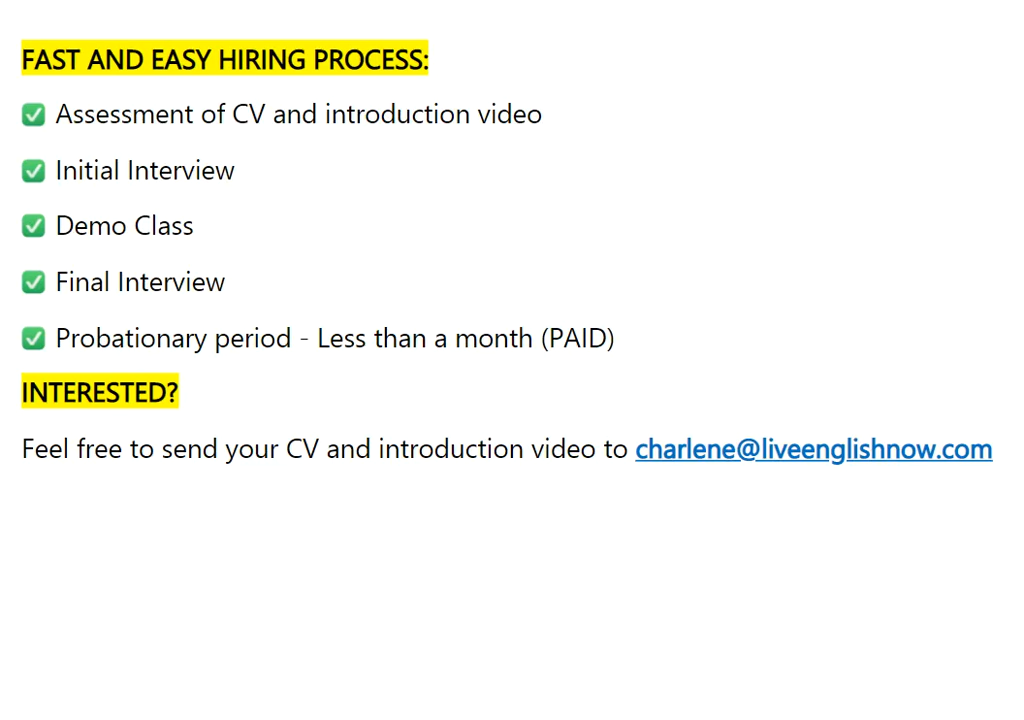 FAST AND EASY HIRING PROCESS:
✅ Assessment of CV and introduction video
✅ Initial Interview
✅ Demo Class
✅ Final Interview
✅ Probationary period - Less than a month (PAID)
INTERESTED?
Feel free to send your CV and introduction video to charlene@liveenglishnow.com